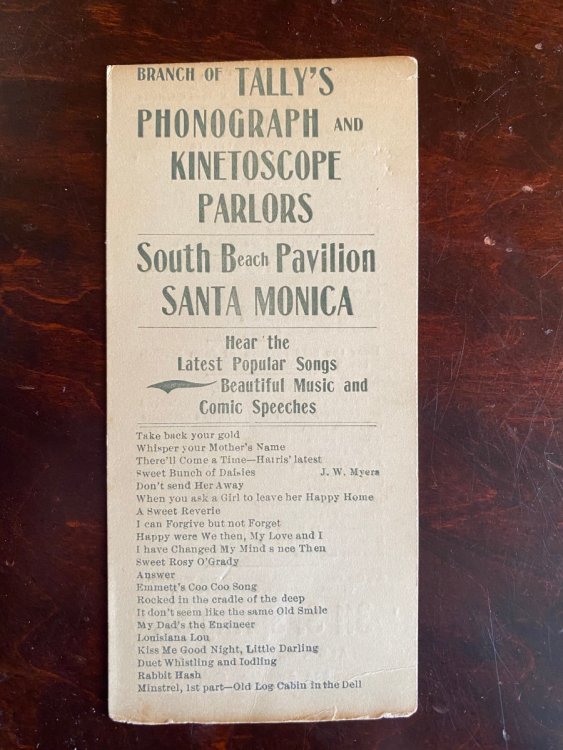 BRANCH OF TALLY'S
PHONOGRAPH AND
KINETOSCOPE
PARLORS
South Beach Pavilion
SANTA MONICA
Hear the
Latest Popular Songs
Beautiful Music and
Comic Speeches
Take back your gold
Whisper your Mother's Name
There'll Come a Time—Hairis' latest
Sweet Bunch of Daisies J. W. Myers
Don't send Her Away
When you ask a Girl to leave her Happy Home
A Sweet Reverie
I can Forgive but not Forget
Happy were We then, My Love and I
I have Changed My Mind s nce Then
Sweet Rosy O'Grady
Answer
Emmett's Coo Coo Song
Rocked in the cradle of the deep
It don't seem like the same Old Smile
My Dad's the Engineer
Louisiana Lou
Kiss Me Good Night, Little Darling
Duet Whistling and Iodling
Rabbit Hash
Minstrel, 1st part—Old Log Cabin in the Dell